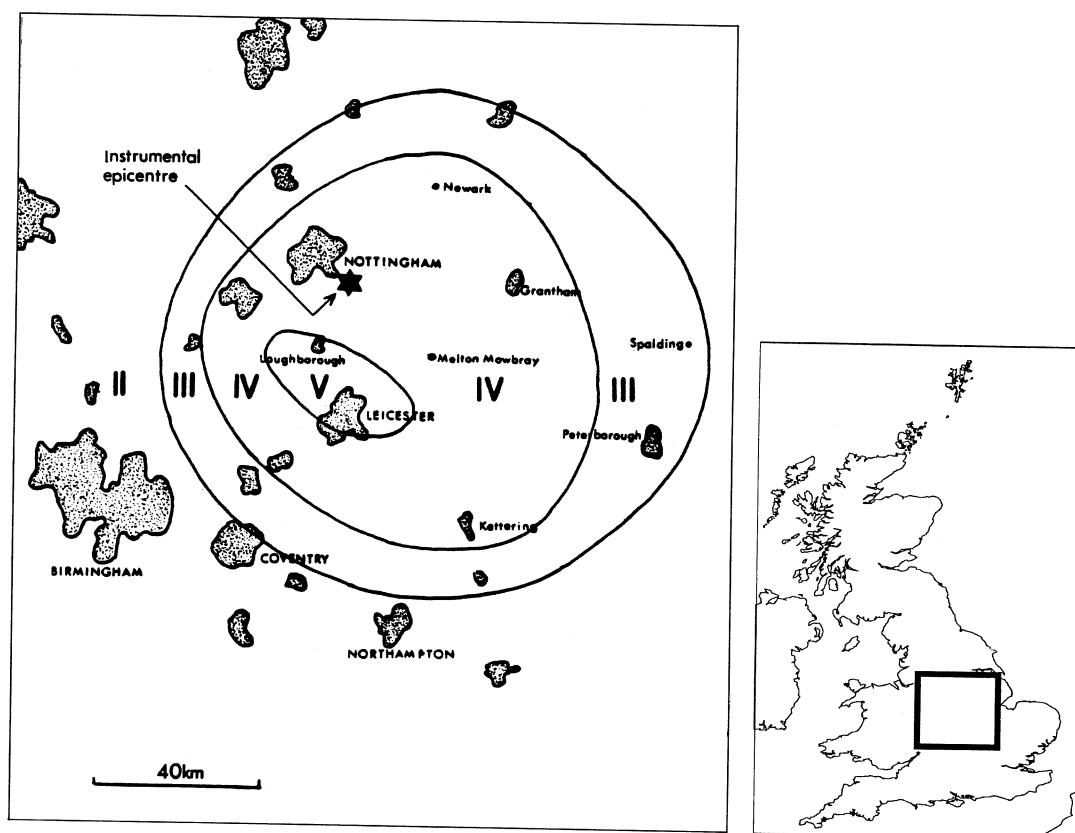 Instrumental
epicentre
Newark
NOTTINGHAM
Grantham
Spalding
Loughborough
Melton Mowbray
II
III
IV
V
IV
III
LEICESTER
Peterborough
Kettering
COVENTRY
BIRMINGHAM
NORTHAMPTON
40km